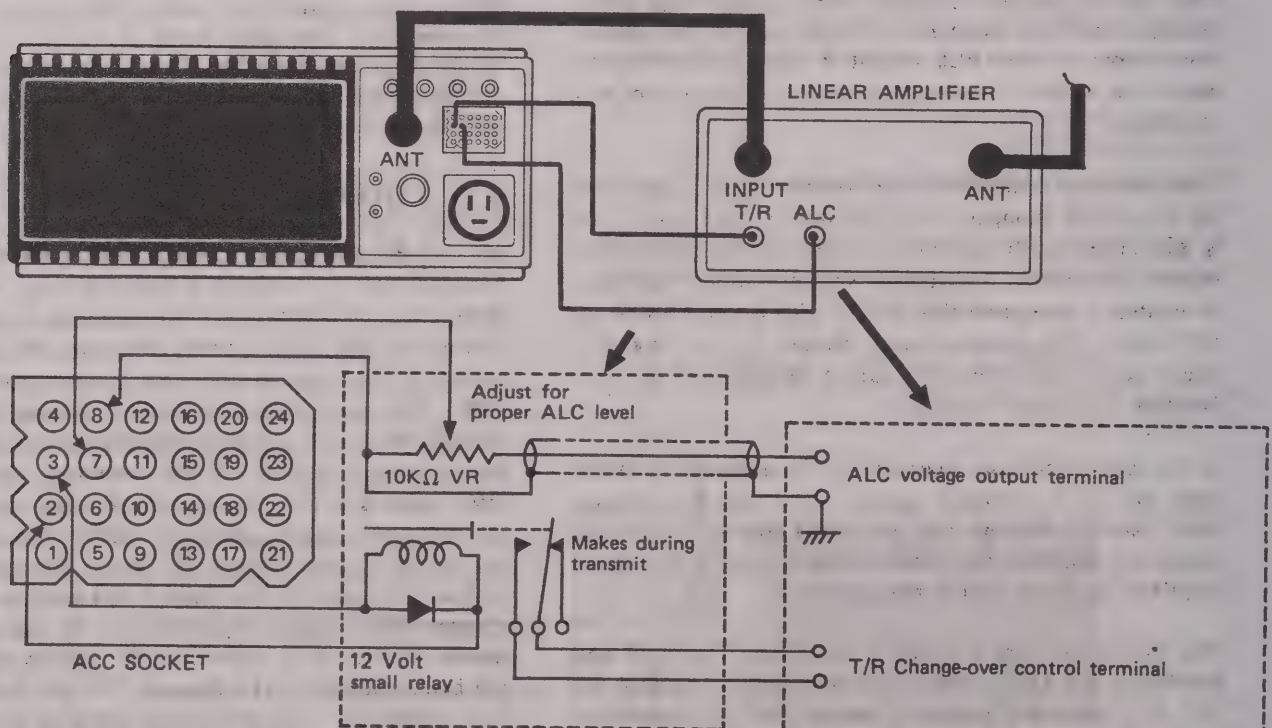 LINEAR AMPLIFIER
ANT
INPUT
T/R ALC
ANT
Adjust for
proper ALC level
10KΩ VR
4 8 12 16 20 24
3 7 11 15 19 23
2 6 10 14 18 22
1 5 9 13 17 21
ACC SOCKET
Makes during
transmit
12 Volt
small relay
ALC voltage output terminal
T/R Change-over control terminal